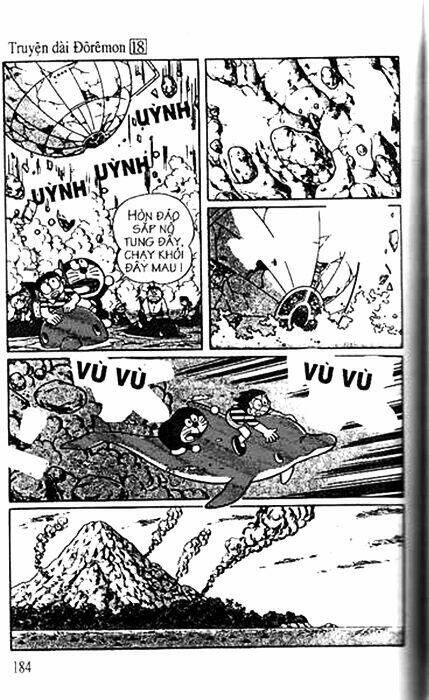 Truyện dài Đôrêmon 18
UỲNH
UỲNH
UỲNH
HÒN ĐẢO
SẮP NỔ
TUNG ĐẤY,
CHẠY KHỎI
ĐÂY MAU !
VÙ VÙ
VÙ VÙ
184